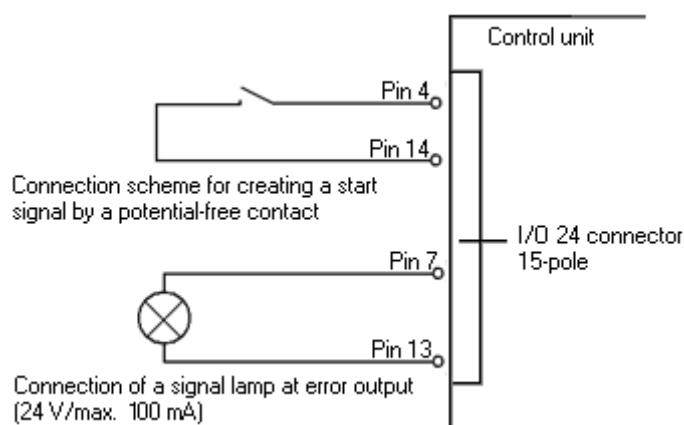 Control unit
Pin 4
Pin 14
Connection scheme for creating a start
signal by a potential-free contact
I/O 24 connector
15-pole
Pin 7
Pin 13
Connection of a signal lamp at error output
(24 V/max. 100 mA)